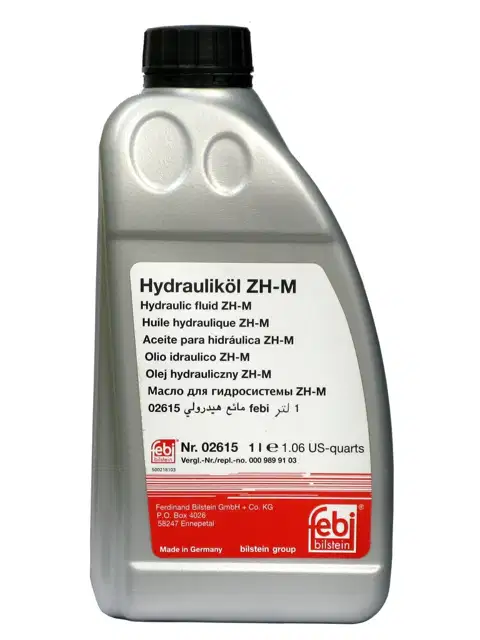 Hydrauliköl ZH-M
Hydraulic fluid ZH-M
Huile hydraulique ZH-M
Aceite para hidráulica ZH-M
Olio idraulico ZH-M
Olej hydrauliczny ZH-M
Масло для гидросистемы ZH-M
1 لتر febi مائع هيدرولي 02615
febi bilstein Nr. 02615 1 l e 1.06 US-quarts
Vergl.-Nr./repl.-no. 000 989 91 03
Ferdinand Bilstein GmbH + Co. KG
P.O. Box 4026
58247 Ennepetal
febi
bilstein
Made in Germany bilstein group